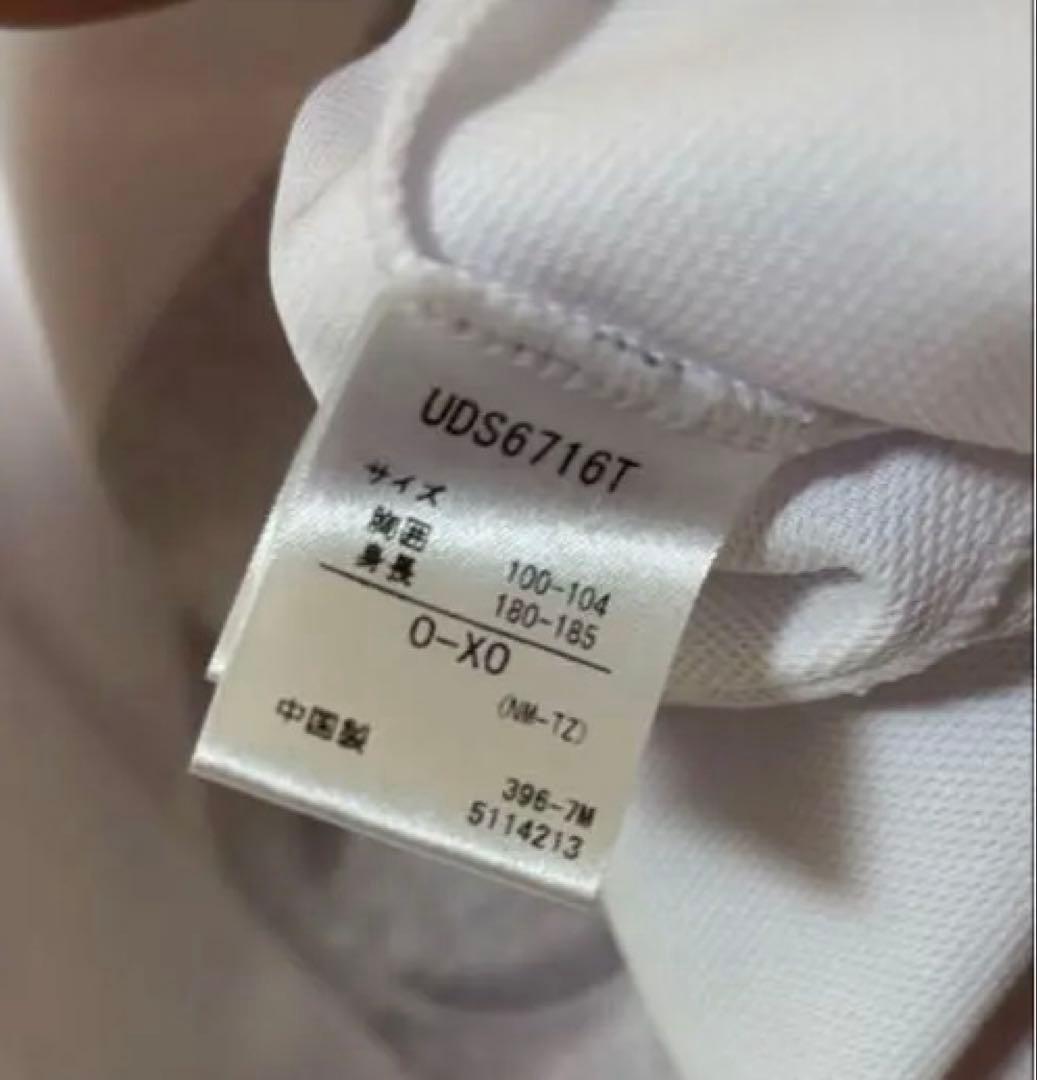 UDS6716T
サイズ
胸囲 100-104
身長 180-185
O-XO
(NM-TZ)
中国製
396-7M
5114213